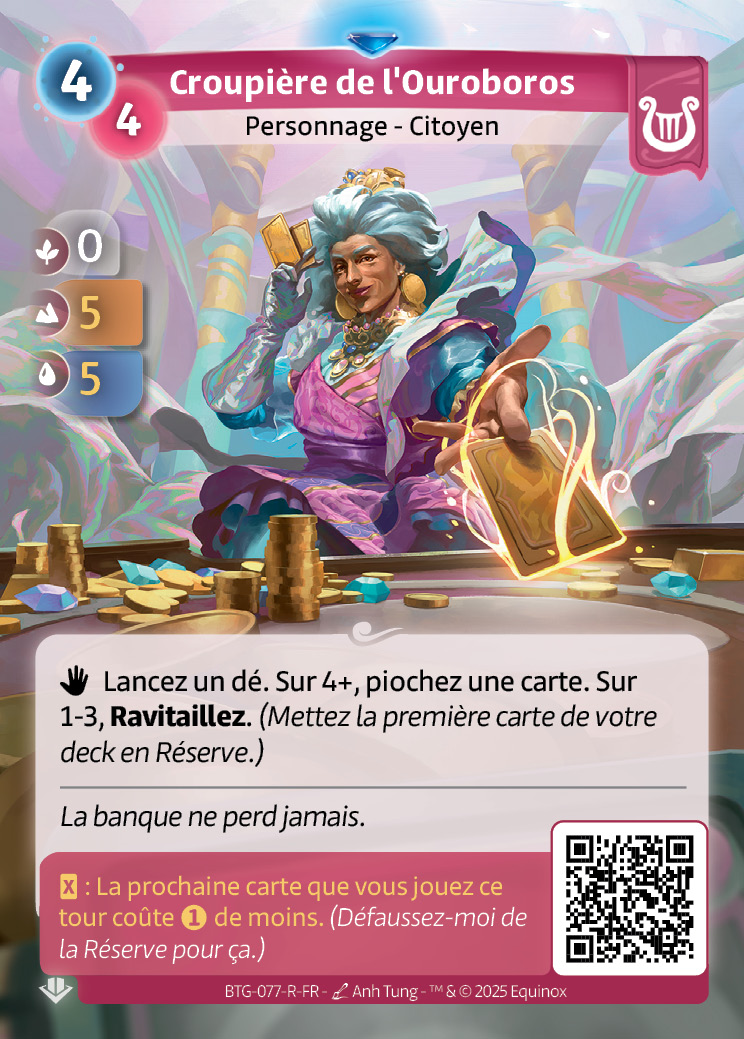 4
Croupière de l'Ouroboros
4
Personnage - Citoyen
0
5
5
Lancez un dé. Sur 4+, piochez une carte. Sur
1-3, Ravitaillez. (Mettez la première carte de votre
deck en Réserve.)
La banque ne perd jamais.
X : La prochaine carte que vous jouez ce
tour coûte 1 de moins. (Défaussez-moi de
la Réserve pour ça.)
BTG-077-R-FR - Anh Tung - ™ & © 2025 Equinox